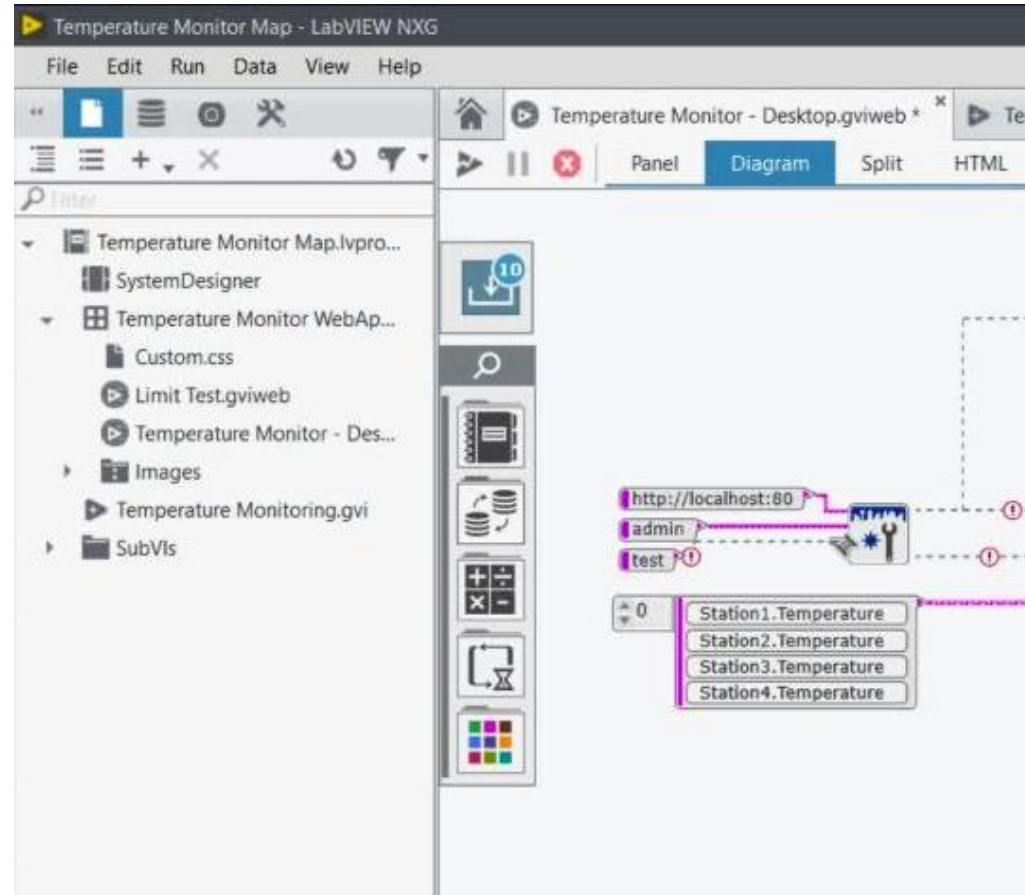 Temperature Monitor Map - LabVIEW NXG
File Edit Run Data View Help
Temperature Monitor - Desktop.gviweb * Te
Panel Diagram Split HTML
Filter
Temperature Monitor Map.lvpro...
SystemDesigner
Temperature Monitor WebAp...
Custom.css
Limit Test.gviweb
Temperature Monitor - Des...
Images
Temperature Monitoring.gvi
SubVIs
10
http://localhost:80
admin
test
0
Station1.Temperature
Station2.Temperature
Station3.Temperature
Station4.Temperature